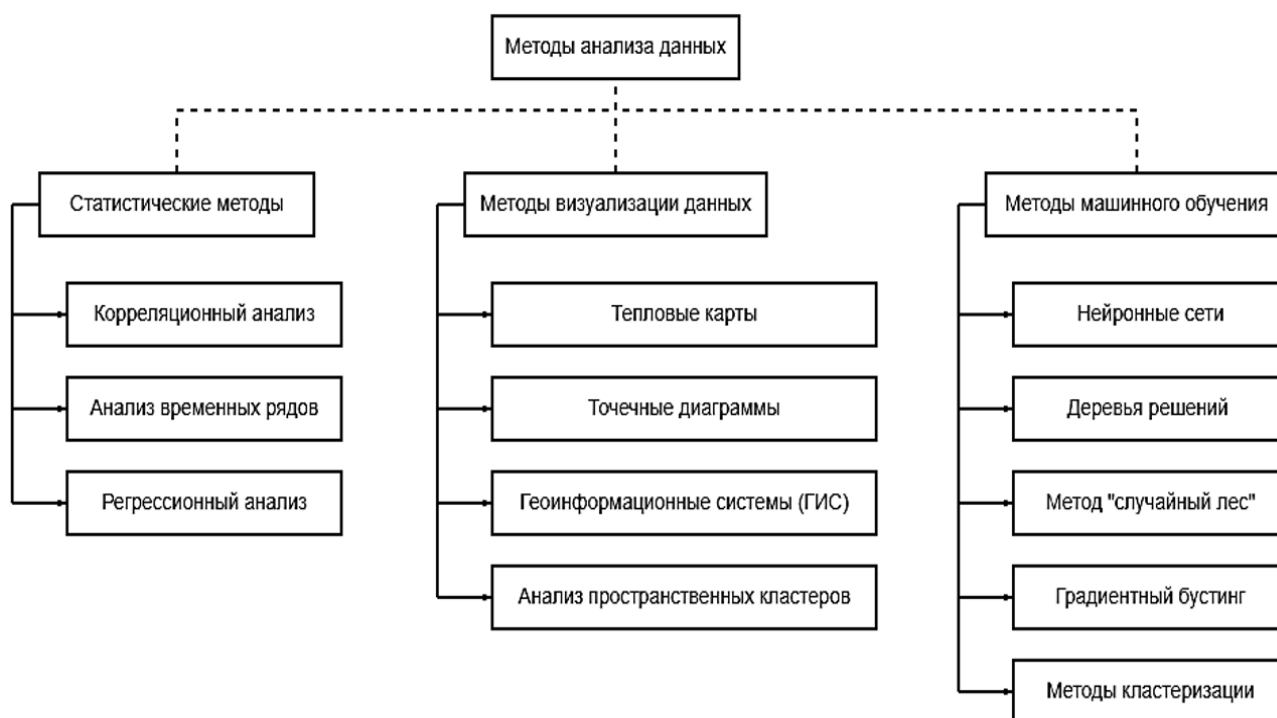 Методы анализа данных
Статистические методы
Корреляционный анализ
Анализ временных рядов
Регрессионный анализ
Методы визуализации данных
Тепловые карты
Точечные диаграммы
Геоинформационные системы (ГИС)
Анализ пространственных кластеров
Методы машинного обучения
Нейронные сети
Деревья решений
Метод "случайный лес"
Градиентный бустинг
Методы кластеризации